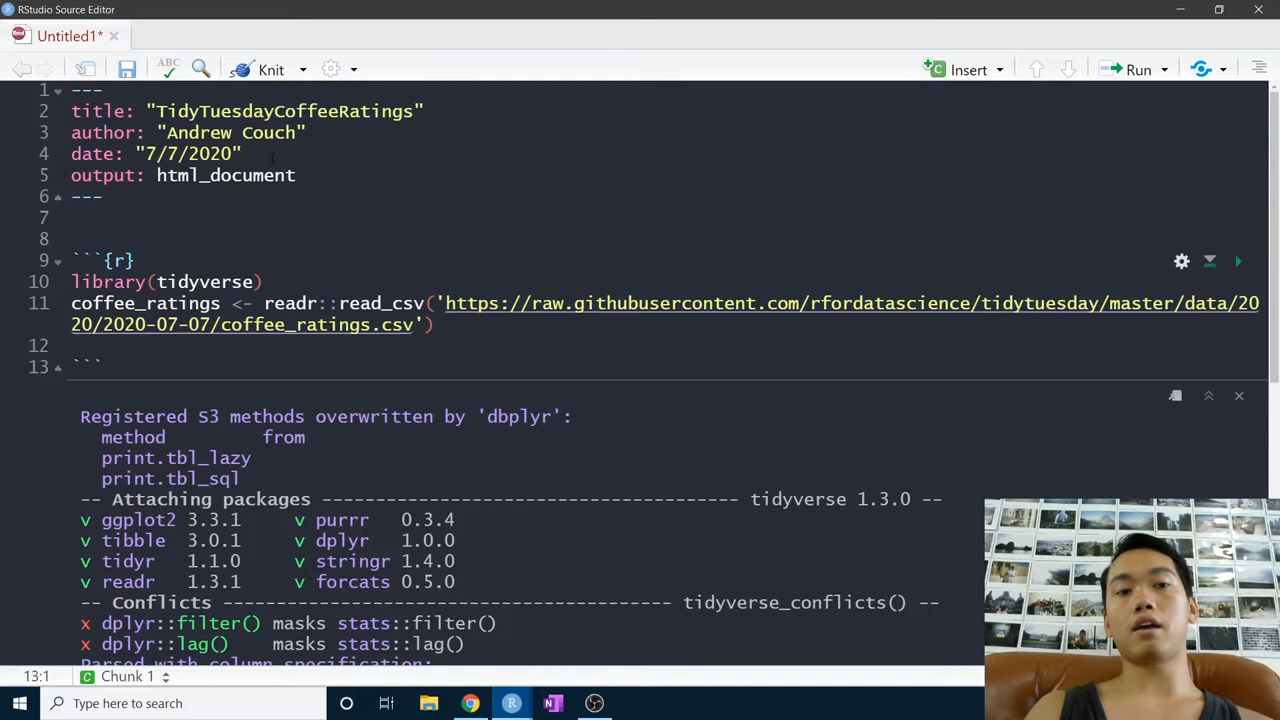 RStudio Source Editor
Untitled1*
ABC
Knit
Insert
Run
1 ---
2 title: "TidyTuesdayCoffeeRatings"
3 author: "Andrew Couch"
4 date: "7/7/2020"
5 output: html_document
6 ---
7
8
9 ```{r}
10 library(tidyverse)
11 coffee_ratings <- readr::read_csv('https://raw.githubusercontent.com/rfordatascience/tidytuesday/master/data/20
20/2020-07-07/coffee_ratings.csv')
12
13 ```
Registered S3 methods overwritten by 'dbplyr':
method from
print.tbl_lazy
print.tbl_sql
-- Attaching packages --------------------------------------- tidyverse 1.3.0 --
v ggplot2 3.3.1 v purrr 0.3.4
v tibble 3.0.1 v dplyr 1.0.0
v tidyr 1.1.0 v stringr 1.4.0
v readr 1.3.1 v forcats 0.5.0
-- Conflicts ------------------------------------------ tidyverse_conflicts() --
x dplyr::filter() masks stats::filter()
x dplyr::lag() masks stats::lag()
Parsed with column specification:
13:1 Chunk 1
Type here to search